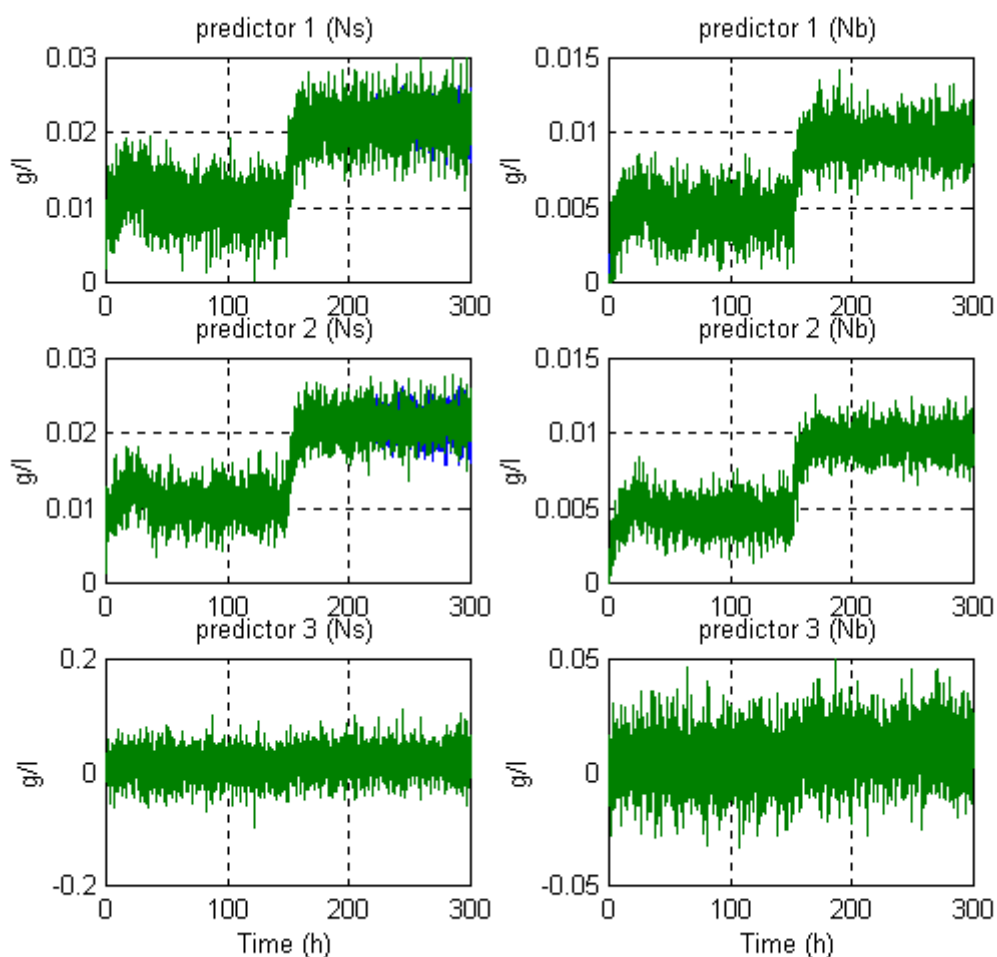 predictor 1 (Ns)
0.03
0.02
0.01
0
g/l
0 100 200 300
predictor 1 (Nb)
0.015
0.01
0.005
0
g/l
0 100 200 300
predictor 2 (Ns)
0.03
0.02
0.01
0
g/l
0 100 200 300
predictor 2 (Nb)
0.015
0.01
0.005
0
g/l
0 100 200 300
predictor 3 (Ns)
0.2
0
-0.2
g/l
0 100 200 300
Time (h)
predictor 3 (Nb)
0.05
0
-0.05
g/l
0 100 200 300
Time (h)